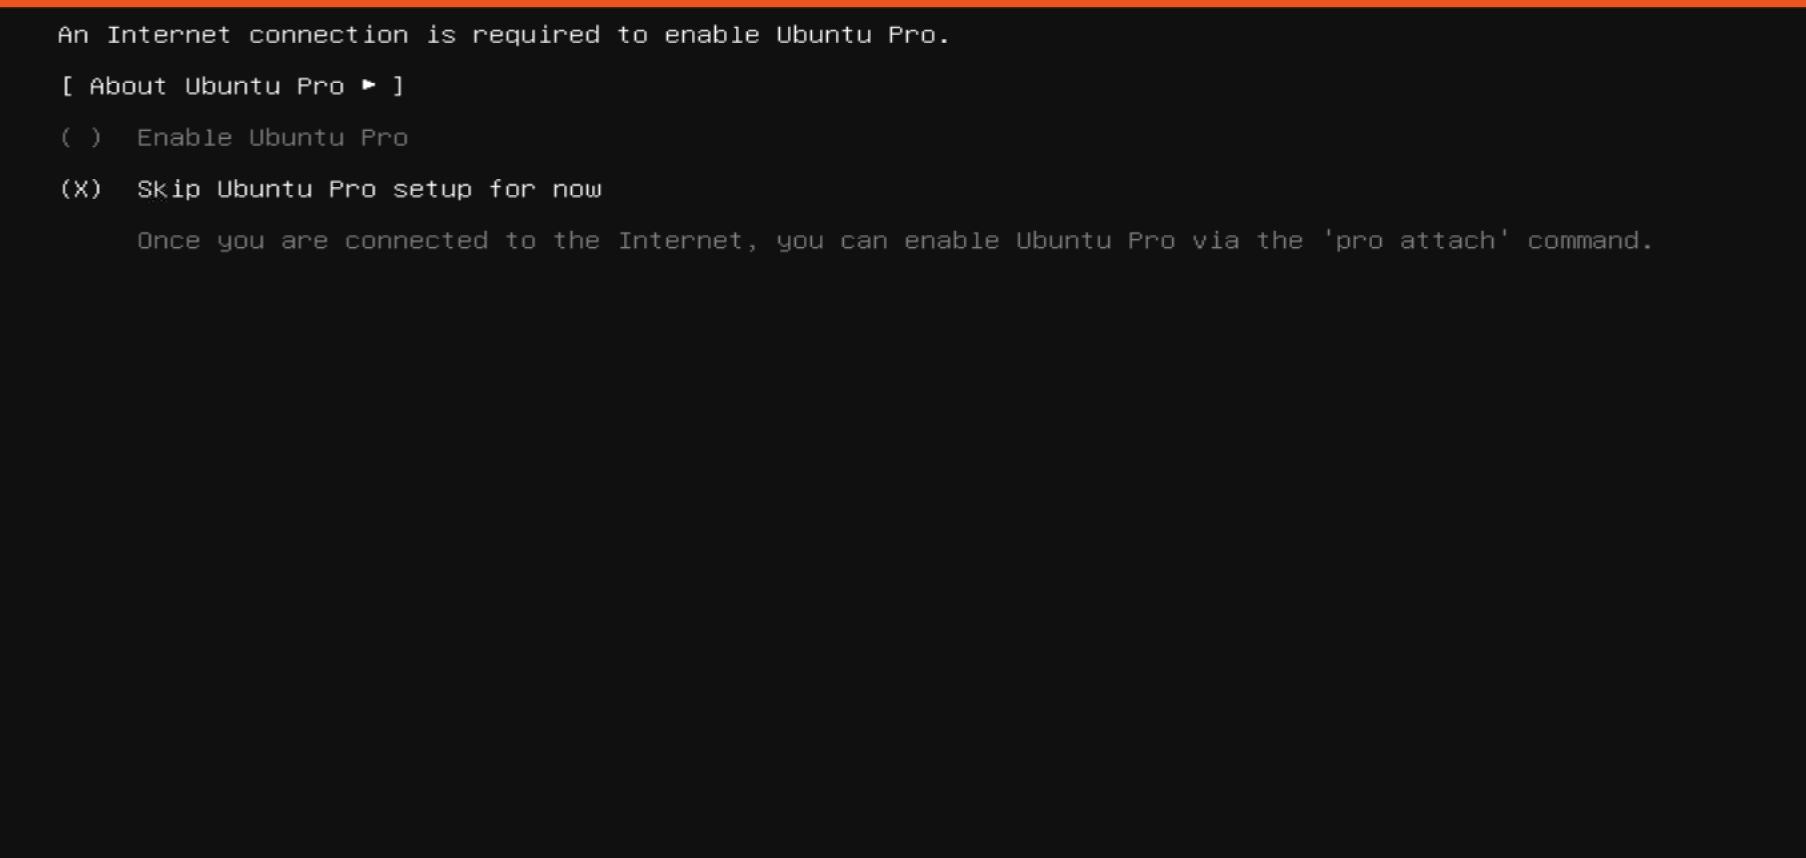 An Internet connection is required to enable Ubuntu Pro.
[ About Ubuntu Pro ► ]
( ) Enable Ubuntu Pro
(X) Skip Ubuntu Pro setup for now
Once you are connected to the Internet, you can enable Ubuntu Pro via the 'pro attach' command.